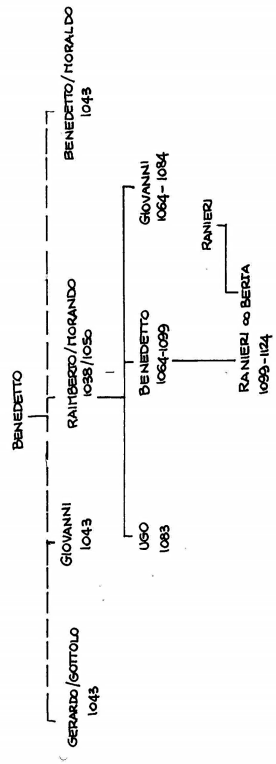 BENEDETTO
GERARDO/GOTTOLO
1043
GIOVANNI
1043
RAIMBERTO/MORANDO
1038/1050
BENEDETTO/MORALDO
1043
UGO
1083
BENEDETTO
1064-1099
GIOVANNI
1064-1084
RANIERI
RANIERI ∞ BERTA
1099-1124